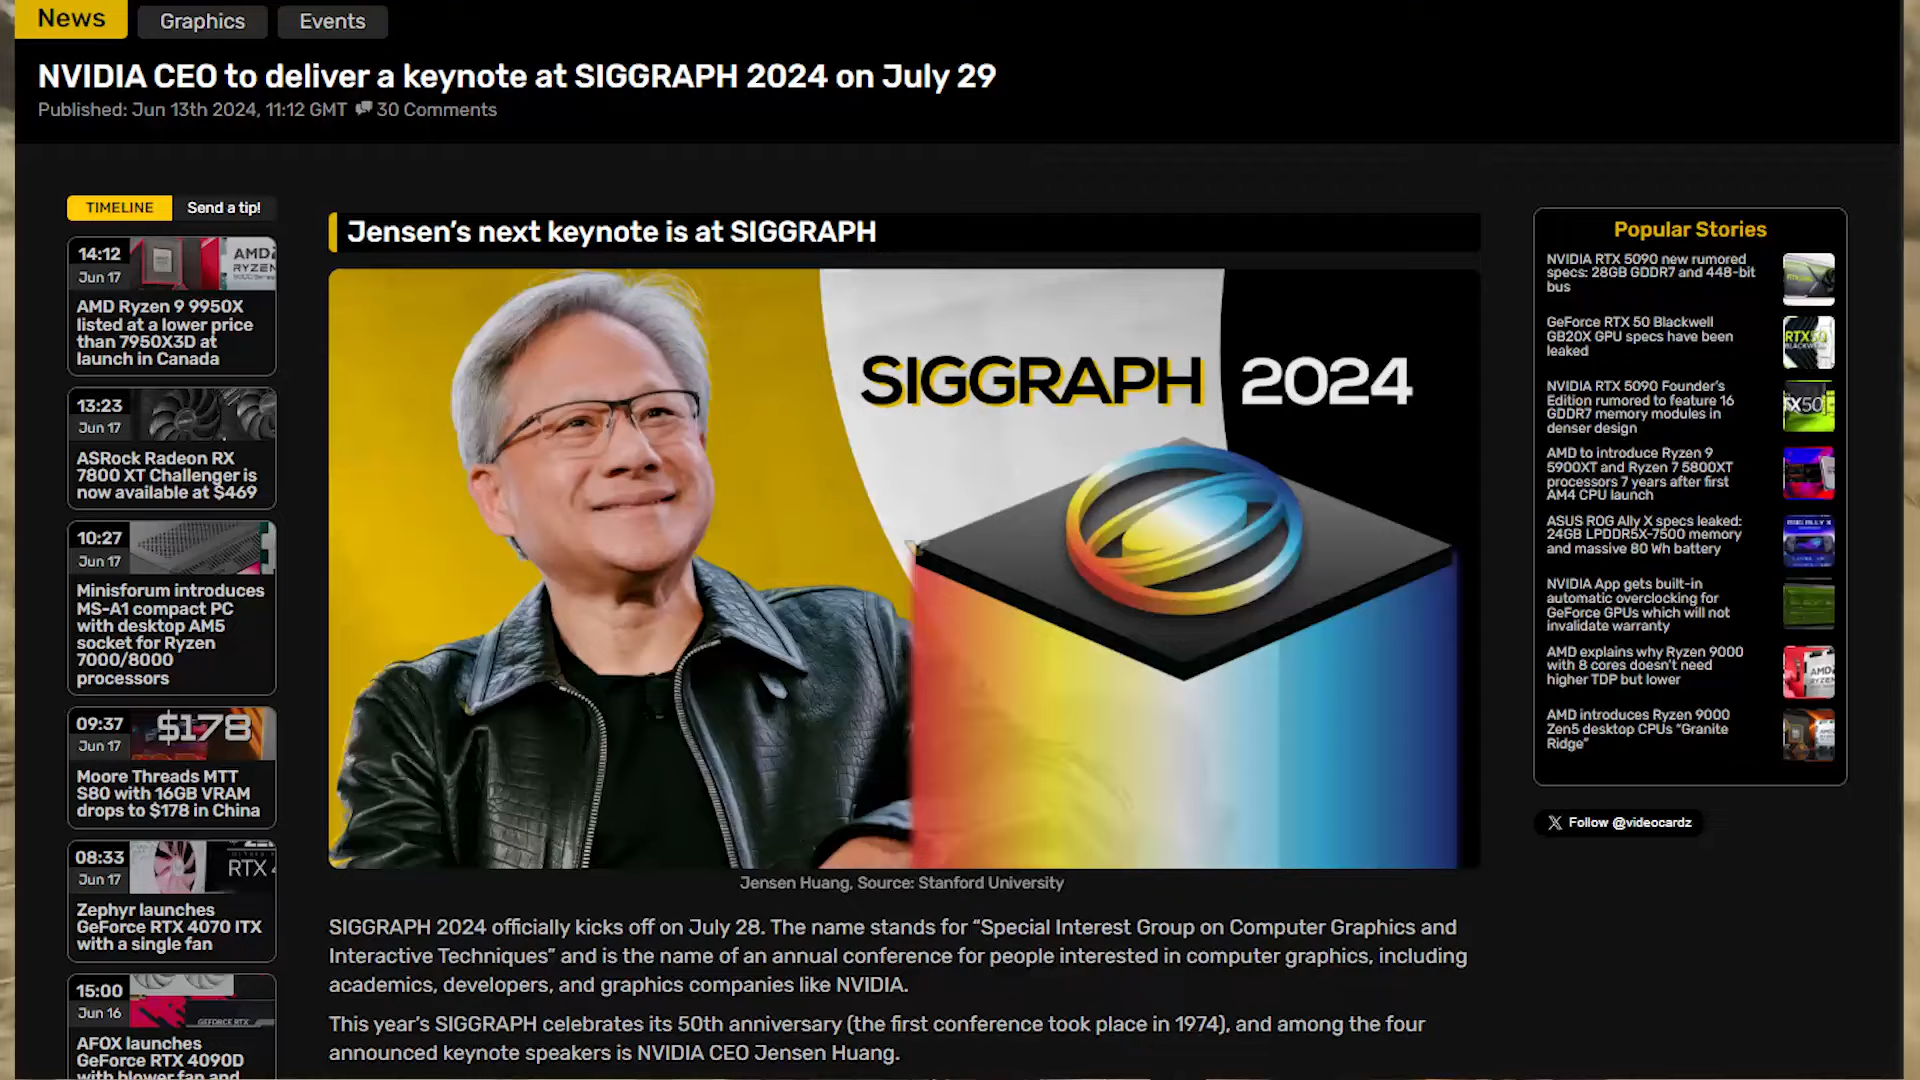 News
Graphics
Events
NVIDIA CEO to deliver a keynote at SIGGRAPH 2024 on July 29
Published: Jun 13th 2024, 11:12 GMT 30 Comments
TIMELINE
Send a tip!
14:12
Jun 17
AMD
RYZEN
AMD Ryzen 9 9950X
listed at a lower price
than 7950X3D at
launch in Canada
13:23
Jun 17
ASRock Radeon RX
7800 XT Challenger is
now available at $469
10:27
Jun 17
Minisforum introduces
MS-A1 compact PC
with desktop AM5
socket for Ryzen
7000/8000
processors
09:37
Jun 17
$178
Moore Threads MTT
S80 with 16GB VRAM
drops to $178 in China
08:33
Jun 17
RTX
Zephyr launches
GeForce RTX 4070 ITX
with a single fan
15:00
Jun 16
GEFORCE RTX
AFOX launches
GeForce RTX 4090D
with blower fan and
Jensen's next keynote is at SIGGRAPH
SIGGRAPH 2024
Jensen Huang, Source: Stanford University
SIGGRAPH 2024 officially kicks off on July 28. The name stands for “Special Interest Group on Computer Graphics and
Interactive Techniques” and is the name of an annual conference for people interested in computer graphics, including
academics, developers, and graphics companies like NVIDIA.
This year's SIGGRAPH celebrates its 50th anniversary (the first conference took place in 1974), and among the four
announced keynote speakers is NVIDIA CEO Jensen Huang.
Popular Stories
NVIDIA RTX 5090 new rumored
specs: 28GB GDDR7 and 448-bit
bus
GeForce RTX 50 Blackwell
GB20X GPU specs have been
leaked
NVIDIA RTX 5090 Founder's
Edition rumored to feature 16
GDDR7 memory modules in
denser design
AMD to introduce Ryzen 9
5900XT and Ryzen 7 5800XT
processors 7 years after first
AM4 CPU launch
ASUS ROG Ally X specs leaked:
24GB LPDDR5X-7500 memory
and massive 80 Wh battery
NVIDIA App gets built-in
automatic overclocking for
GeForce GPUs which will not
invalidate warranty
AMD explains why Ryzen 9000
with 8 cores doesn't need
higher TDP but lower
AMD introduces Ryzen 9000
Zen5 desktop CPUs “Granite
Ridge”
Follow @videocardz